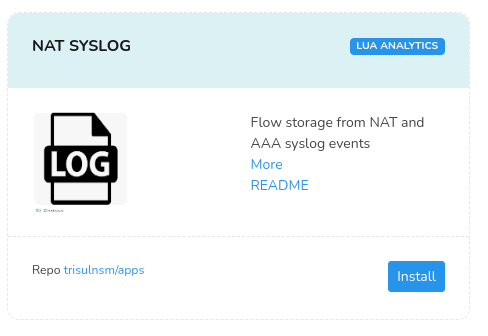 NAT SYSLOG
LUA ANALYTICS
LOG
Flow storage from NAT and
AAA syslog events
More
README
Repo trisulnsm/apps
Install